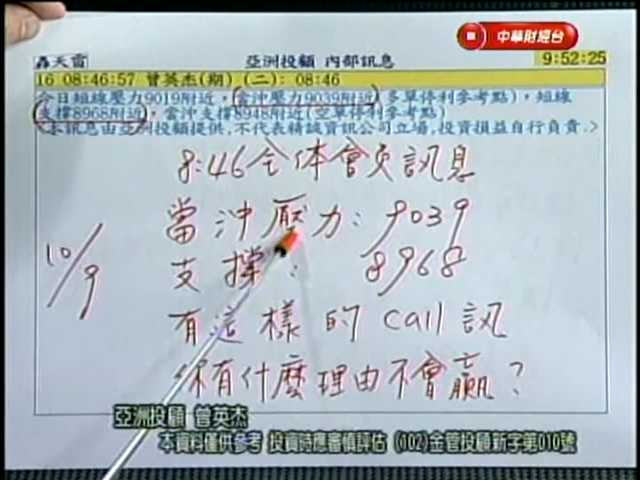 中華財經台
轟天雷 亞洲投顧 內部訊息 9:52:25
16 08:46:57 曾英杰(期) (二): 08:46
今日短線壓力9019附近，當沖壓力9039附近(多單停利參考點)，短線
支撐8968附近，當沖支撐8948附近(空單停利參考點)
<本訊息由亞洲投顧提供,不代表精誠資訊公司立場,投資損益自行負責.>
8:46全体會員訊息
10/9
當沖壓力: 9039
支撐: 8968
有這樣的call訊
你有什麼理由不會贏?
亞洲投顧 曾英杰
本資料僅供參考 投資時應審慎評估 (102)金管投顧新字第010號